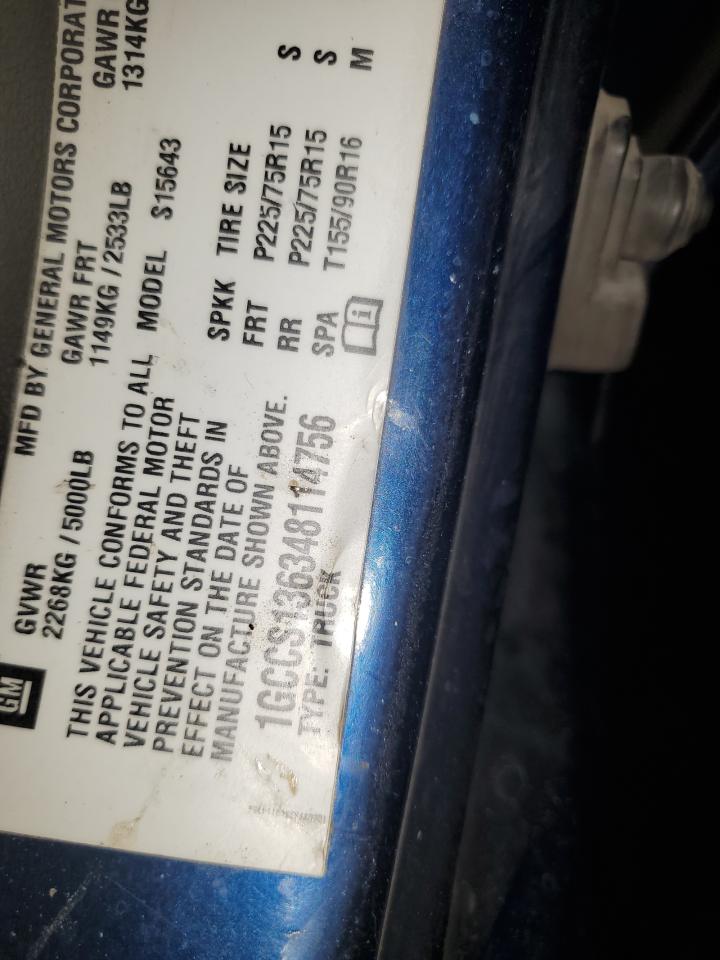 GM
MFD BY GENERAL MOTORS CORPORAT
GVWR GAWR FRT GAWR
2268KG / 5000LB 1149KG / 2533LB 1314KG
THIS VEHICLE CONFORMS TO ALL MODEL S15643
APPLICABLE FEDERAL MOTOR
VEHICLE SAFETY AND THEFT
PREVENTION STANDARDS IN
EFFECT ON THE DATE OF
MANUFACTURE SHOWN ABOVE.
1GCCS136348114756
TYPE: TRUCK
SPKK TIRE SIZE
FRT P225/75R15 S
RR P225/75R15 S
SPA T155/90R16 M